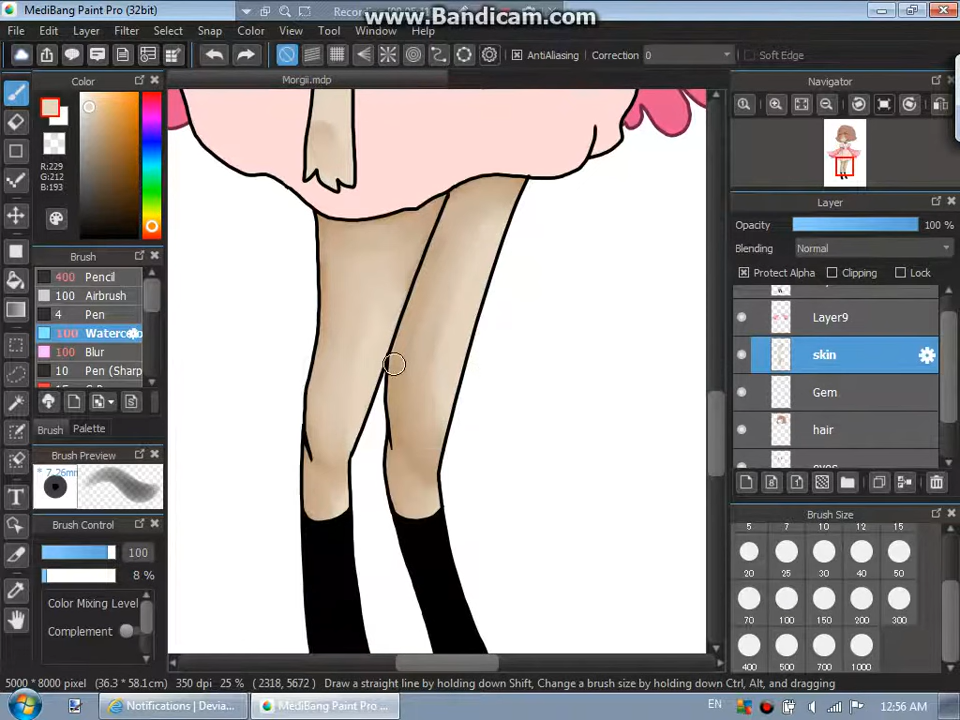 MediBang Paint Pro (32bit)
Recor
www.Bandicam.com
File Edit Layer Filter Select Snap Color View Tool Window Help
AntiAliasing Correction 0 Soft Edge
Color
Morgii.mdp
Navigator
R:229
G:212
B:193
Layer
Opacity 100 %
Blending Normal
Protect Alpha Clipping Lock
Brush
400 Pencil
100 Airbrush
4 Pen
100 Waterco
100 Blur
10 Pen (Sharp
Layer9
skin
Gem
hair
eyes
Brush Palette
Brush Preview
* 7.26mm
Brush Control
100
8 %
Color Mixing Level
Complement
Brush Size
5 7 10 12 15
20 25 30 40 50
70 100 150 200 300
400 500 700 1000
5000 * 8000 pixel (36.3 * 58.1cm) 350 dpi 25 % (2318, 5672) Draw a straight line by holding down Shift, Change a brush size by holding down Ctrl, Alt, and dragging
Notifications | Devia...
MediBang Paint Pro ...
EN
12:56 AM